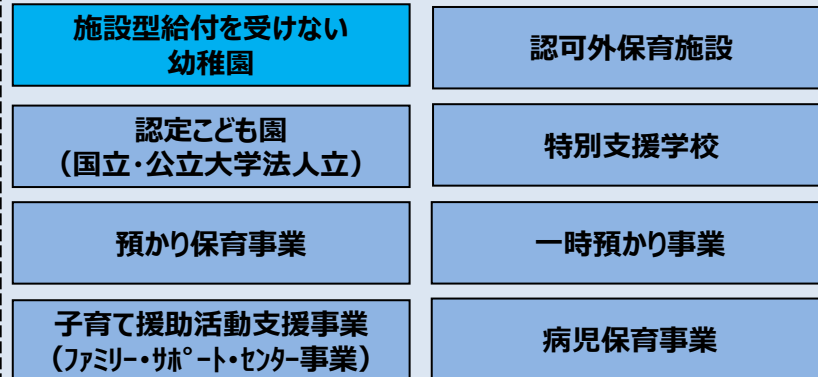 施設型給付を受けない
幼稚園
認可外保育施設
認定こども園
（国立・公立大学法人立）
特別支援学校
預かり保育事業
一時預かり事業
子育て援助活動支援事業
（ﾌｧﾐﾘｰ・ｻﾎﾟｰﾄ・ｾﾝﾀｰ事業）
病児保育事業